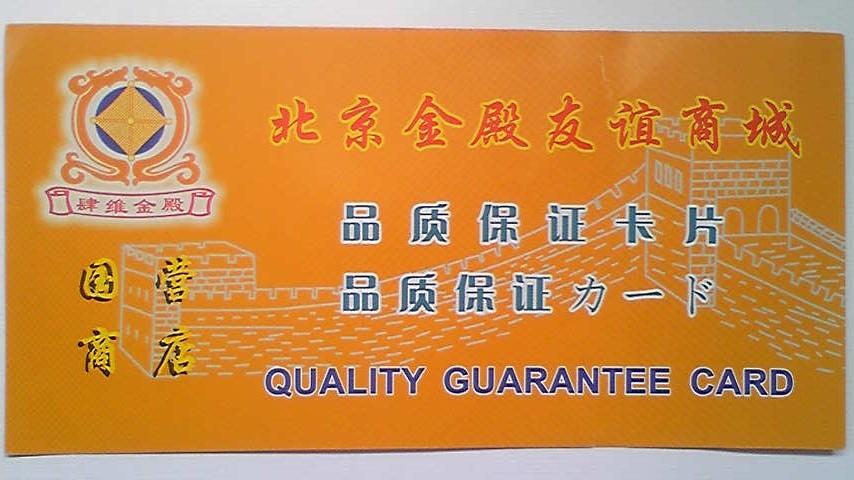 北京金殿友谊商城
肆维金殿
品质保证卡片
国营
商店
品质保证カード
QUALITY GUARANTEE CARD